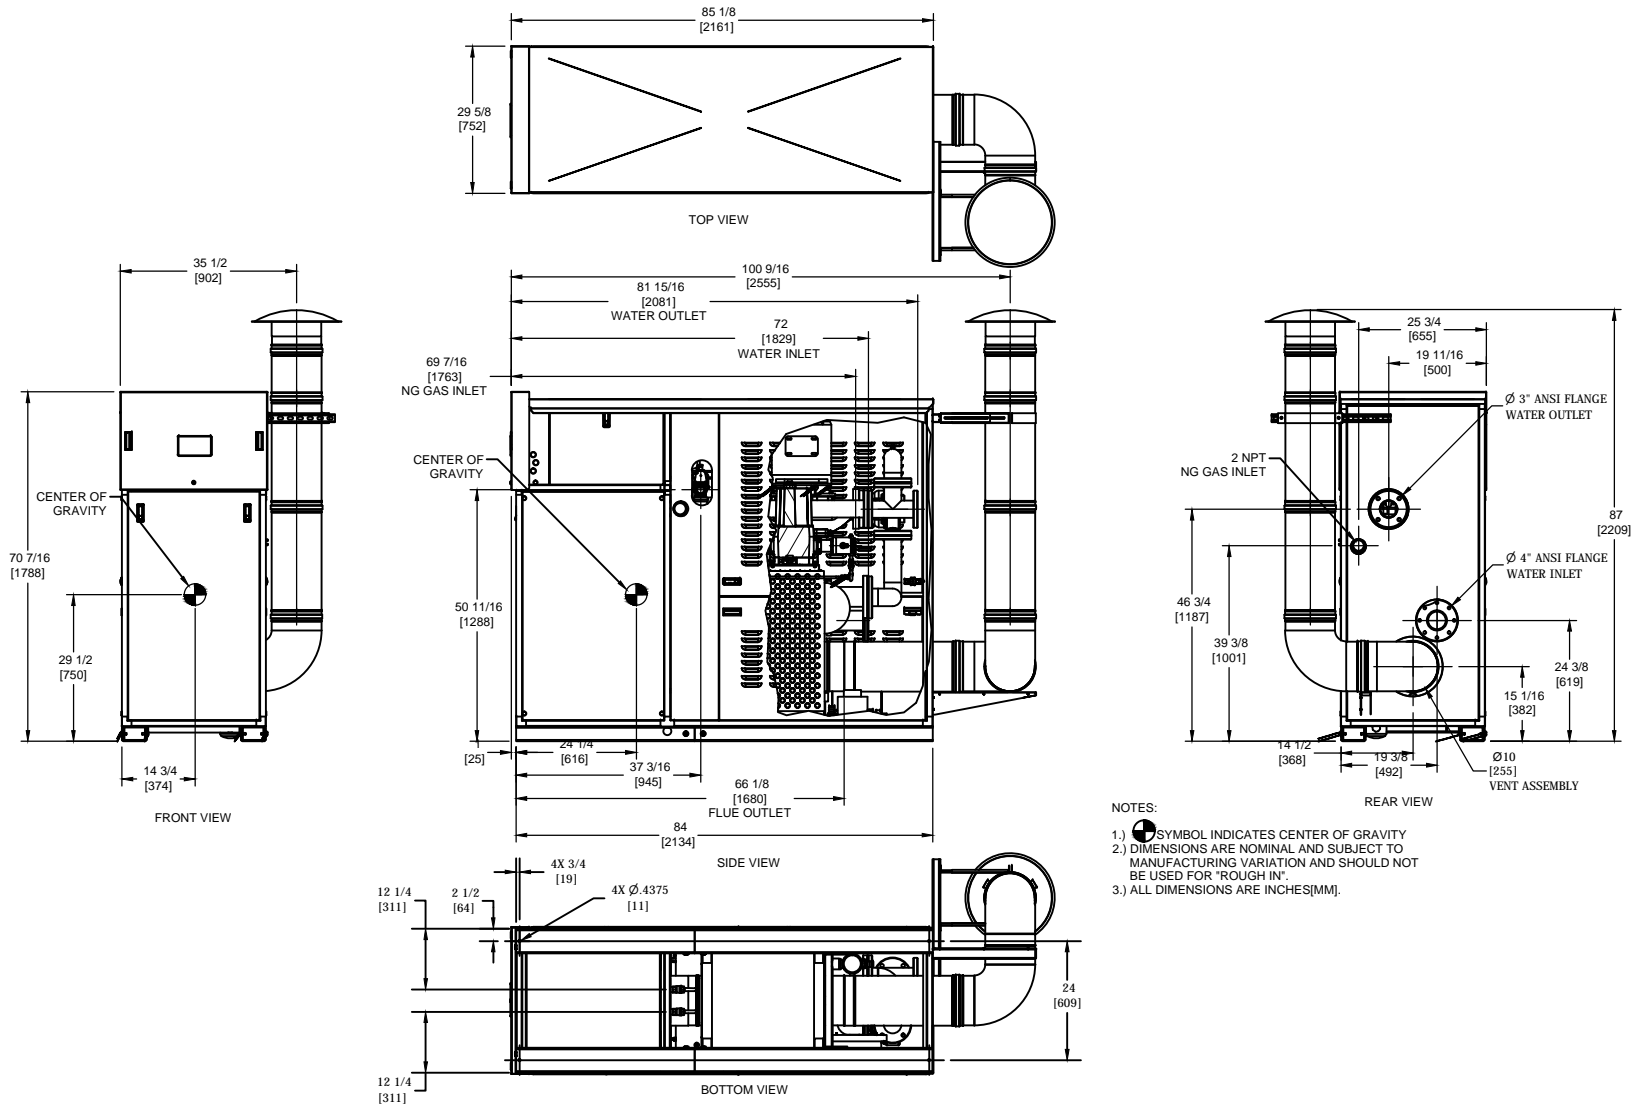 85 1/8
[2161]
29 5/8
[752]
TOP VIEW
35 1/2
[902]
CENTER OF
GRAVITY
70 7/16
[1788]
29 1/2
[750]
14 3/4
[374]
FRONT VIEW
100 9/16
[2555]
81 15/16
[2081]
WATER OUTLET
72
[1829]
WATER INLET
69 7/16
[1763]
NG GAS INLET
CENTER OF
GRAVITY
50 11/16
[1288]
[25]
24 1/4
[616]
37 3/16
[945]
66 1/8
[1680]
FLUE OUTLET
84
[2134]
SIDE VIEW
25 3/4
[655]
19 11/16
[500]
Ø 3" ANSI FLANGE
WATER OUTLET
2 NPT
NG GAS INLET
87
[2209]
Ø 4" ANSI FLANGE
WATER INLET
46 3/4
[1187]
39 3/8
[1001]
24 3/8
[619]
15 1/16
[382]
14 1/2
[368]
19 3/8
[492]
Ø10
[255]
VENT ASSEMBLY
REAR VIEW
NOTES:
1.) SYMBOL INDICATES CENTER OF GRAVITY
2.) DIMENSIONS ARE NOMINAL AND SUBJECT TO
MANUFACTURING VARIATION AND SHOULD NOT
BE USED FOR "ROUGH IN".
3.) ALL DIMENSIONS ARE INCHES[MM].
4X 3/4
[19]
12 1/4
[311]
2 1/2
[64]
4X Ø.4375
[11]
24
[609]
12 1/4
[311]
BOTTOM VIEW